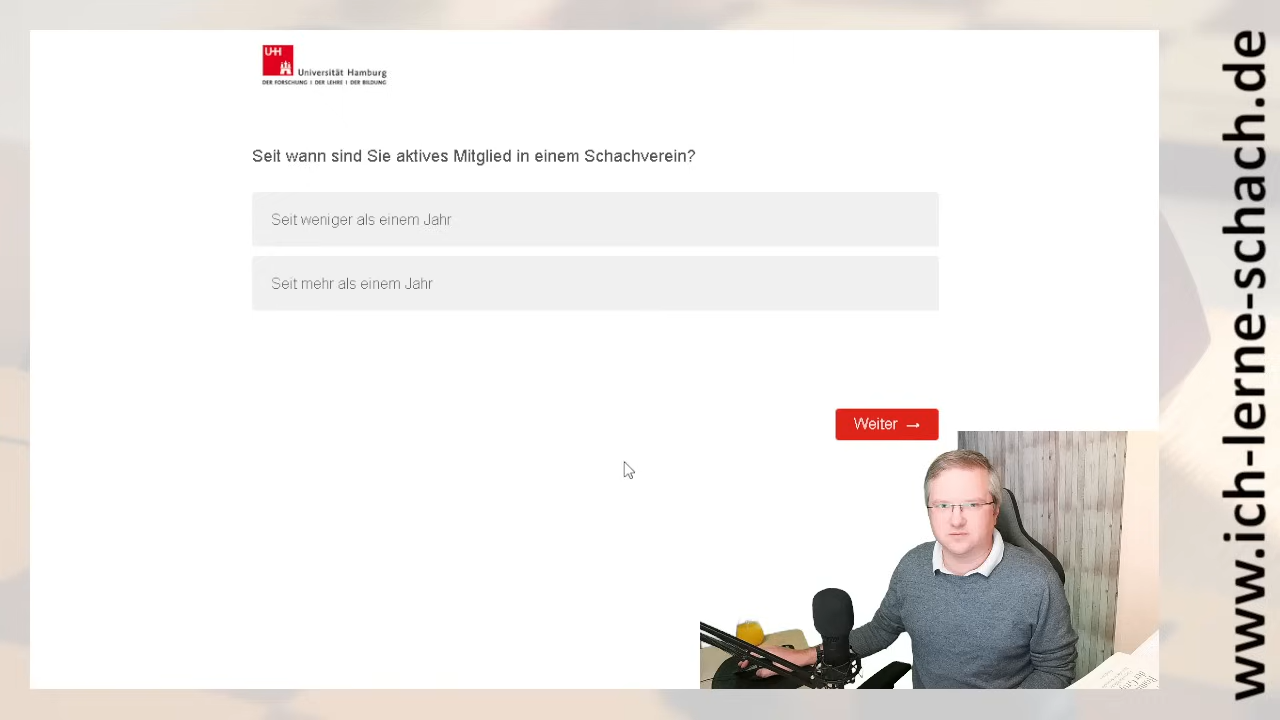 UH
Universität Hamburg
DER FORSCHUNG | DER LEHRE | DER BILDUNG
Seit wann sind Sie aktives Mitglied in einem Schachverein?
Seit weniger als einem Jahr
Seit mehr als einem Jahr
Weiter →
www.ich-lerne-schach.de